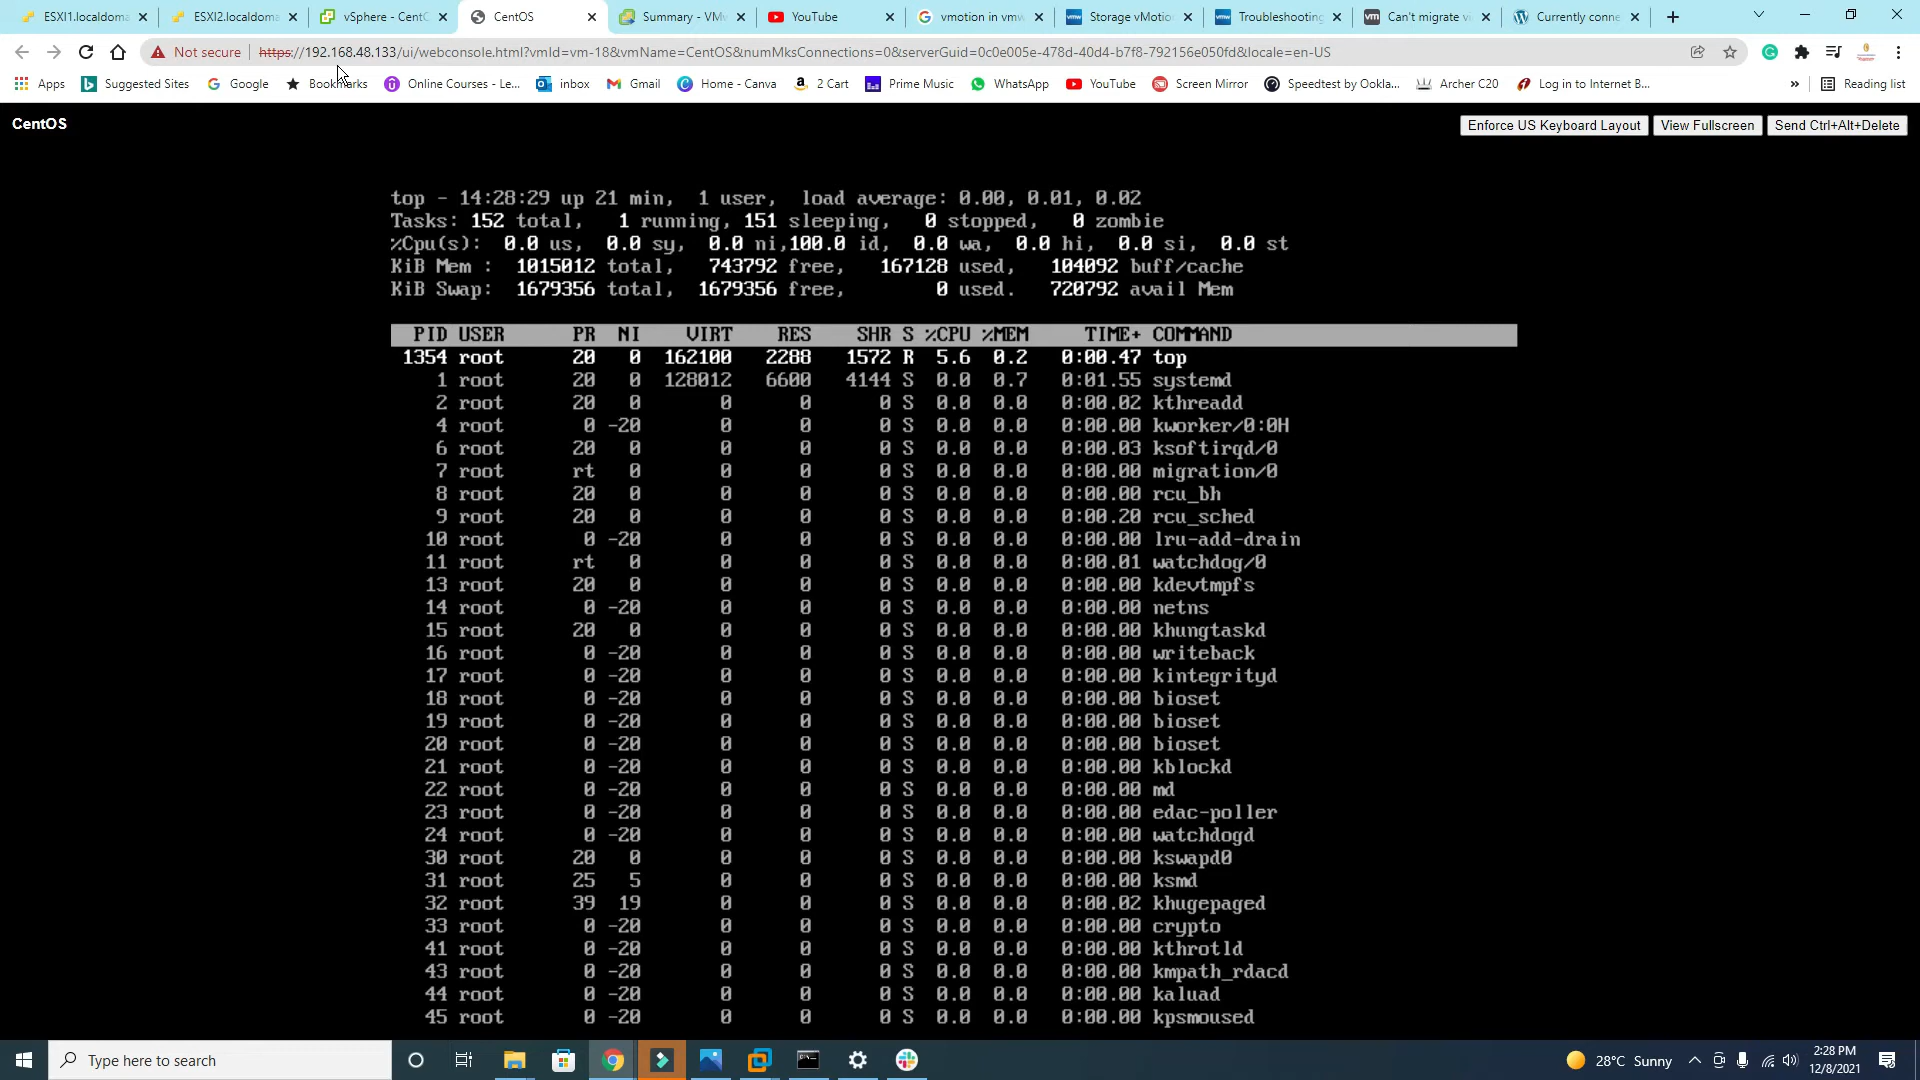 ESXI1.localdoma
ESXI2.localdoma
vSphere - CentO
CentOS
Summary - VMw
YouTube
vmotion in vmw
Storage vMotio
Troubleshooting
Can't migrate vi
Currently conne
Not secure
https://192.168.48.133/ui/webconsole.html?vmId=vm-18&vmName=CentOS&numMksConnections=0&serverGuid=0c0e005e-478d-40d4-b7f8-792156e050fd&locale=en-US
Apps
Suggested Sites
Google
Bookmarks
Online Courses - Le...
inbox
Gmail
Home - Canva
2 Cart
Prime Music
WhatsApp
YouTube
Screen Mirror
Speedtest by Ookla...
Archer C20
Log in to Internet B...
»
Reading list
CentOS
Enforce US Keyboard Layout
View Fullscreen
Send Ctrl+Alt+Delete
top - 14:28:29 up 21 min, 1 user, load average: 0.00, 0.01, 0.02
Tasks: 152 total, 1 running, 151 sleeping, 0 stopped, 0 zombie
%Cpu(s): 0.0 us, 0.0 sy, 0.0 ni,100.0 id, 0.0 wa, 0.0 hi, 0.0 si, 0.0 st
KiB Mem : 1015012 total, 743792 free, 167128 used, 104092 buff/cache
KiB Swap: 1679356 total, 1679356 free, 0 used. 720792 avail Mem
PID USER PR NI VIRT RES SHR S %CPU %MEM TIME+ COMMAND
1354 root 20 0 162100 2288 1572 R 5.6 0.2 0:00.47 top
1 root 20 0 128012 6600 4144 S 0.0 0.7 0:01.55 systemd
2 root 20 0 0 0 0 S 0.0 0.0 0:00.02 kthreadd
4 root 0 -20 0 0 0 S 0.0 0.0 0:00.00 kworker/0:0H
6 root 20 0 0 0 0 S 0.0 0.0 0:00.03 ksoftirqd/0
7 root rt 0 0 0 0 S 0.0 0.0 0:00.00 migration/0
8 root 20 0 0 0 0 S 0.0 0.0 0:00.00 rcu_bh
9 root 20 0 0 0 0 S 0.0 0.0 0:00.20 rcu_sched
10 root 0 -20 0 0 0 S 0.0 0.0 0:00.00 lru-add-drain
11 root rt 0 0 0 0 S 0.0 0.0 0:00.01 watchdog/0
13 root 20 0 0 0 0 S 0.0 0.0 0:00.00 kdevtmpfs
14 root 0 -20 0 0 0 S 0.0 0.0 0:00.00 netns
15 root 20 0 0 0 0 S 0.0 0.0 0:00.00 khungtaskd
16 root 0 -20 0 0 0 S 0.0 0.0 0:00.00 writeback
17 root 0 -20 0 0 0 S 0.0 0.0 0:00.00 kintegrityd
18 root 0 -20 0 0 0 S 0.0 0.0 0:00.00 bioset
19 root 0 -20 0 0 0 S 0.0 0.0 0:00.00 bioset
20 root 0 -20 0 0 0 S 0.0 0.0 0:00.00 bioset
21 root 0 -20 0 0 0 S 0.0 0.0 0:00.00 kblockd
22 root 0 -20 0 0 0 S 0.0 0.0 0:00.00 md
23 root 0 -20 0 0 0 S 0.0 0.0 0:00.00 edac-poller
24 root 0 -20 0 0 0 S 0.0 0.0 0:00.00 watchdogd
30 root 20 0 0 0 0 S 0.0 0.0 0:00.00 kswapd0
31 root 25 5 0 0 0 S 0.0 0.0 0:00.00 ksmd
32 root 39 19 0 0 0 S 0.0 0.0 0:00.02 khugepaged
33 root 0 -20 0 0 0 S 0.0 0.0 0:00.00 crypto
41 root 0 -20 0 0 0 S 0.0 0.0 0:00.00 kthrotld
43 root 0 -20 0 0 0 S 0.0 0.0 0:00.00 kmpath_rdacd
44 root 0 -20 0 0 0 S 0.0 0.0 0:00.00 kaluad
45 root 0 -20 0 0 0 S 0.0 0.0 0:00.00 kpsmoused
Type here to search
28°C Sunny
2:28 PM
12/8/2021